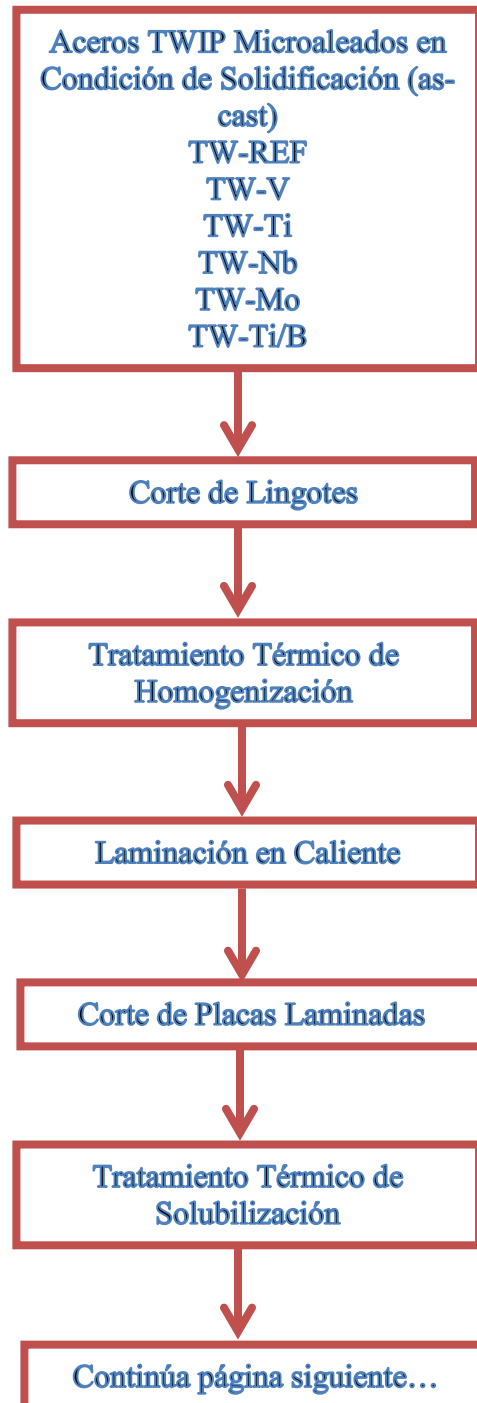 Aceros TWIP Microaleados en
Condición de Solidificación (as-
cast)
TW-REF
TW-V
TW-Ti
TW-Nb
TW-Mo
TW-Ti/B
Corte de Lingotes
Tratamiento Térmico de
Homogenización
Laminación en Caliente
Corte de Placas Laminadas
Tratamiento Térmico de
Solubilización
Continúa página siguiente…